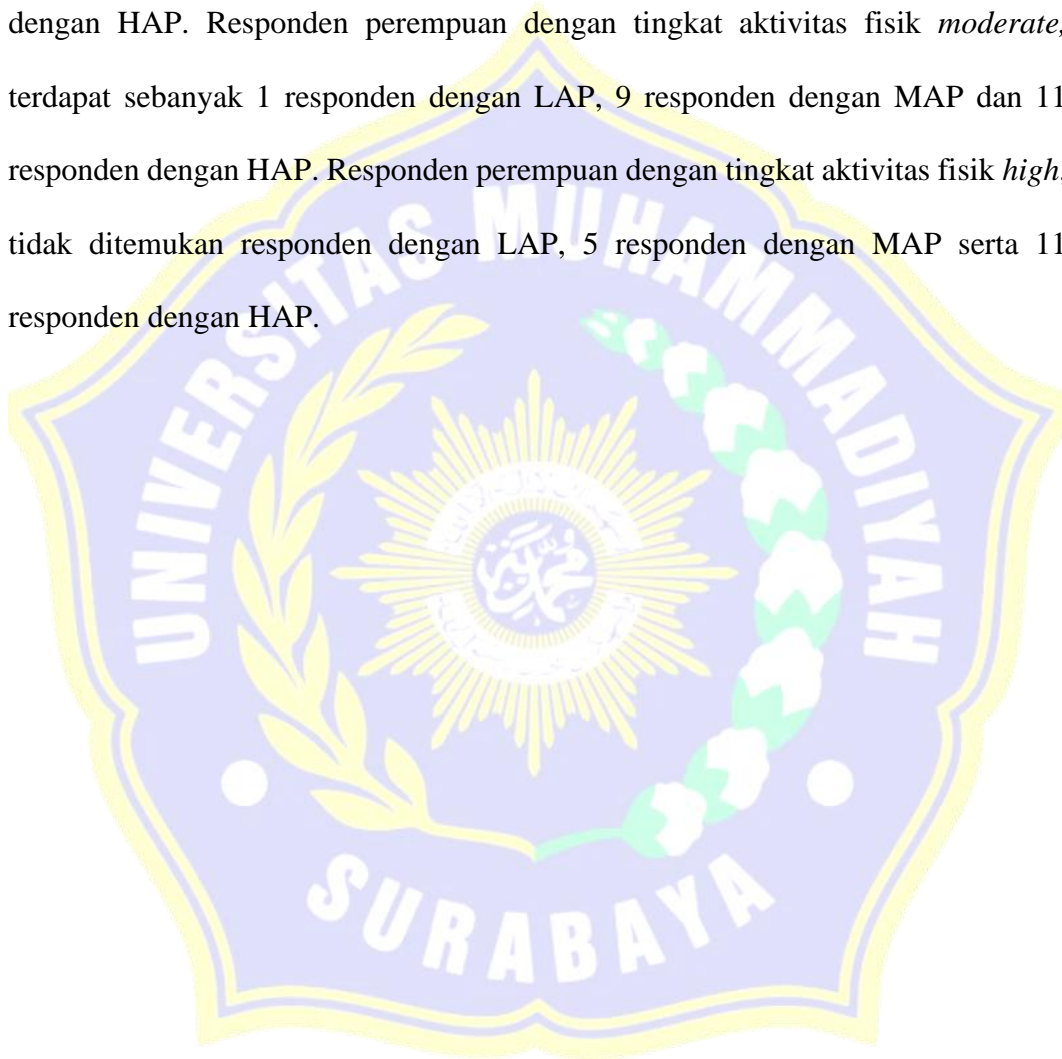 dengan HAP. Responden perempuan dengan tingkat aktivitas fisik moderate,
terdapat sebanyak 1 responden dengan LAP, 9 responden dengan MAP dan 11
responden dengan HAP. Responden perempuan dengan tingkat aktivitas fisik high,
tidak ditemukan responden dengan LAP, 5 responden dengan MAP serta 11
responden dengan HAP.
UNIVERSITAS MUHAMMADIYAH
SURABAYA